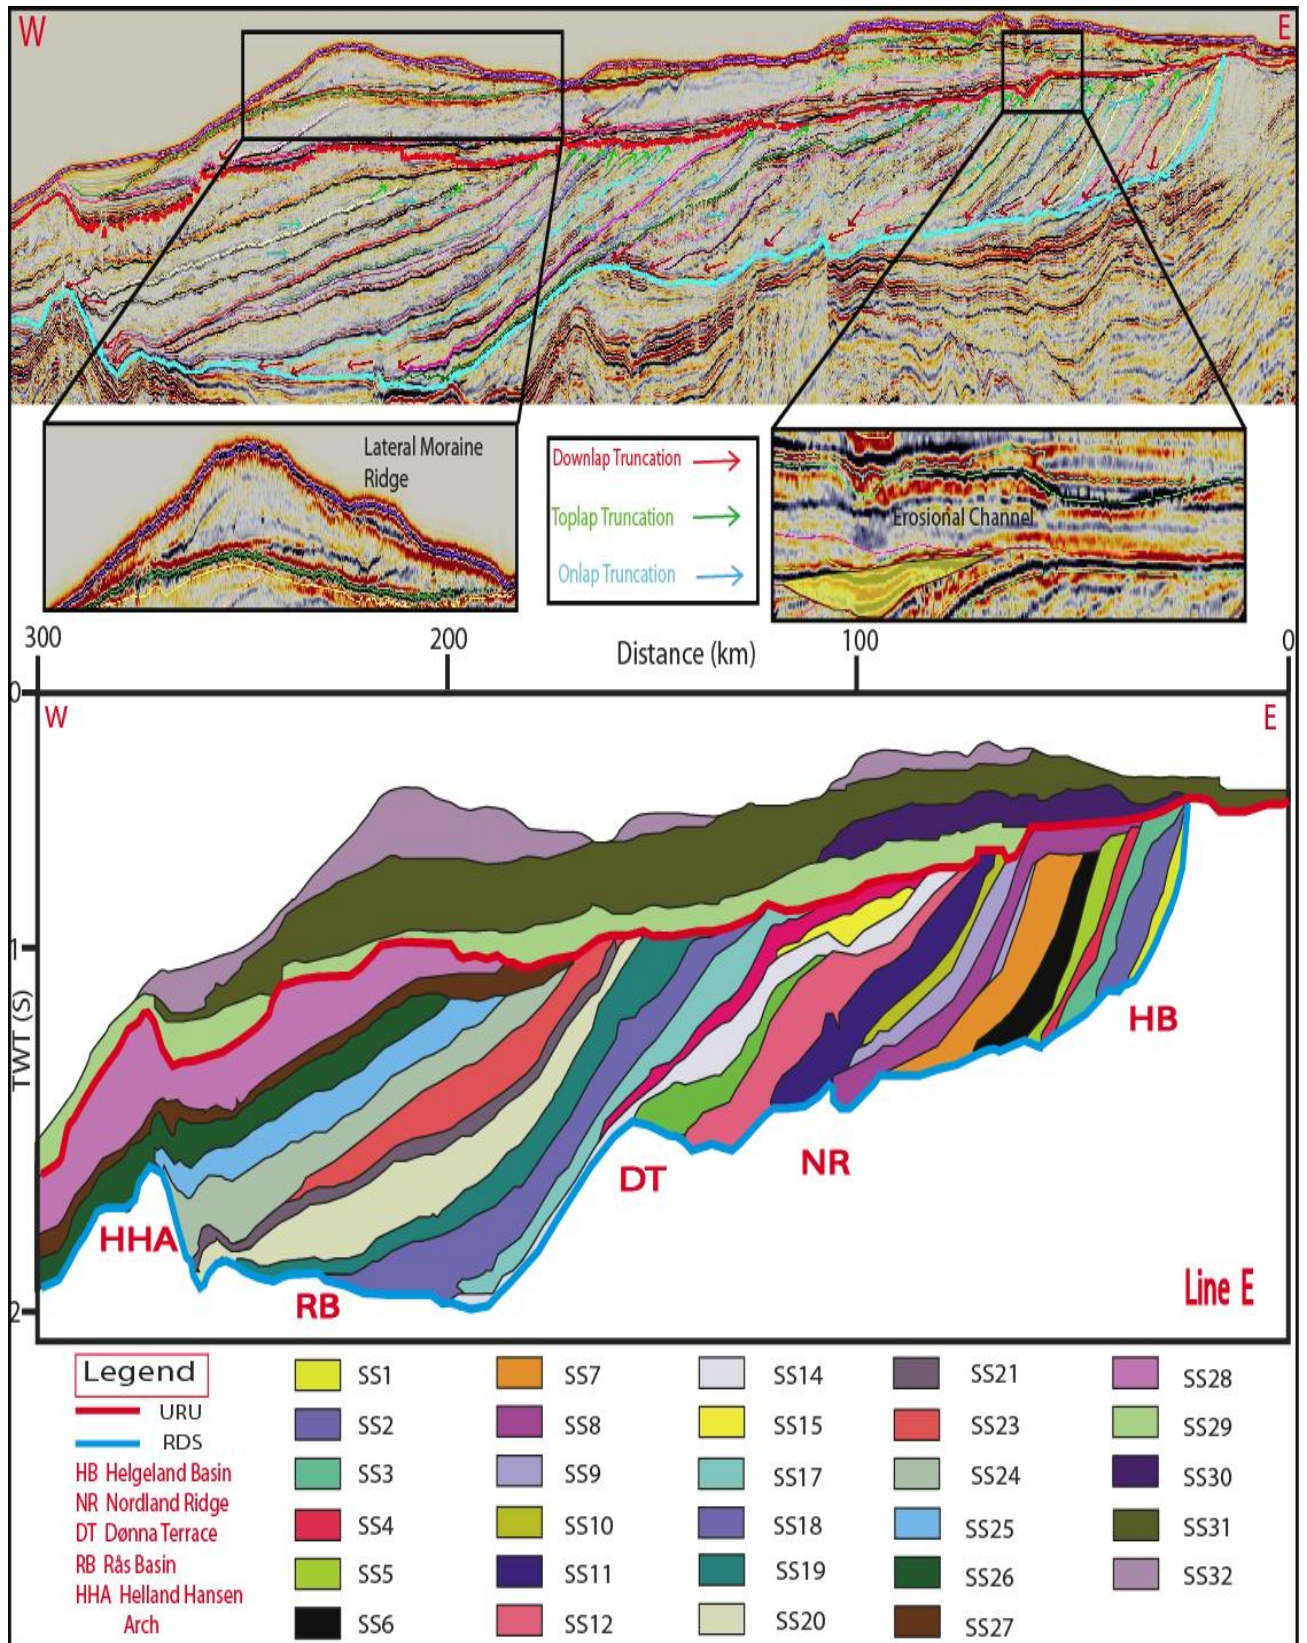 W
E
Lateral Moraine
Ridge
Downlap Truncation
Toplap Truncation
Onlap Truncation
Erosional Channel
300
200
Distance (km)
100
0
0
W
E
1
TWT (S)
HB
NR
DT
HHA
RB
Line E
2
Legend
URU
RDS
HB Helgeland Basin
NR Nordland Ridge
DT Dønna Terrace
RB Rås Basin
HHA Helland Hansen
Arch
SS1
SS2
SS3
SS4
SS5
SS6
SS7
SS8
SS9
SS10
SS11
SS12
SS14
SS15
SS17
SS18
SS19
SS20
SS21
SS23
SS24
SS25
SS26
SS27
SS28
SS29
SS30
SS31
SS32